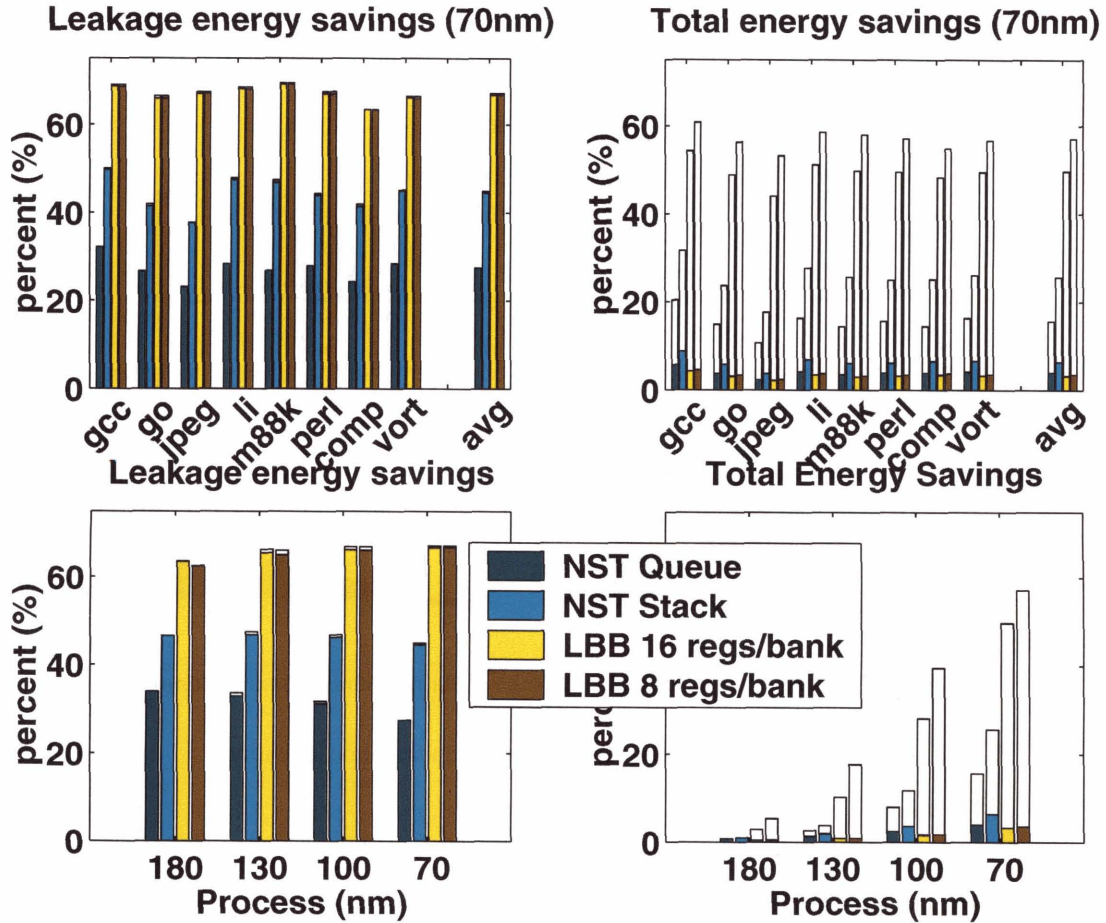 Leakage energy savings (70nm)
percent (%)
60
40
20
0
gcc
go
jpeg
li
m88k
perl
comp
vort
avg
Total energy savings (70nm)
percent (%)
60
40
20
0
gcc
go
jpeg
li
m88k
perl
comp
vort
avg
Leakage energy savings
percent (%)
60
40
20
0
180
130
100
70
Process (nm)
Total Energy Savings
20
0
180
130
100
70
Process (nm)
NST Queue
NST Stack
LBB 16 regs/bank
LBB 8 regs/bank